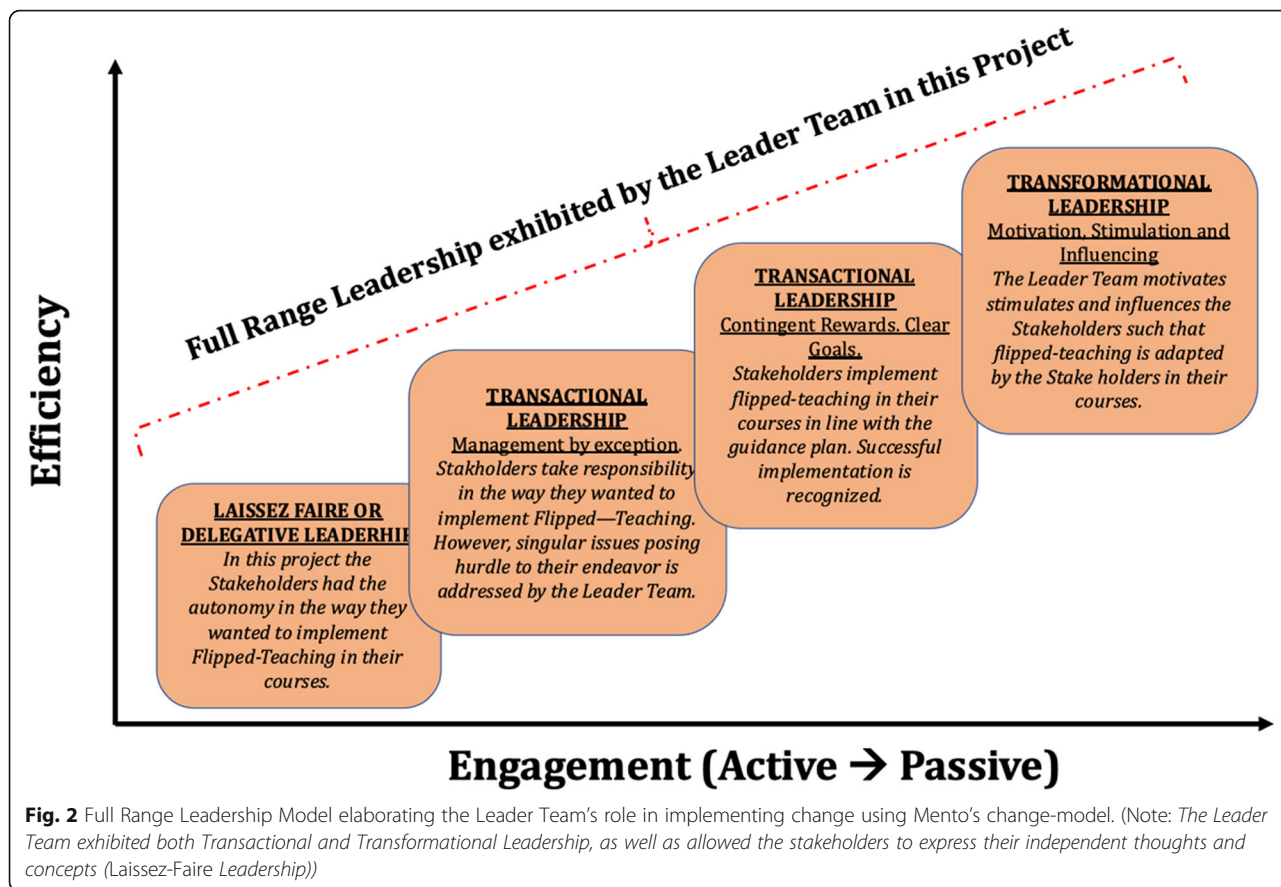 Full Range Leadership exhibited by the Leader Team in this Project
Efficiency
LAISSEZ FAIRE OR
DELEGATIVE LEADERHIP
In this project the
Stakeholders had the
autonomy in the way they
wanted to implement
Flipped-Teaching in their
courses.
TRANSACTIONAL
LEADERSHIP
Management by exception.
Stakholders take responsibility
in the way they wanted to
implement Flipped—Teaching.
However, singular issues posing
hurdle to their endeavor is
addressed by the Leader Team.
TRANSACTIONAL
LEADERSHIP
Contingent Rewards. Clear
Goals.
Stakeholders implement
flipped-teaching in their
courses in line with the
guidance plan. Successful
implementation is
recognized.
TRANSFORMATIONAL
LEADERSHIP
Motivation, Stimulation and
Influencing
The Leader Team motivates
stimulates and influences the
Stakeholders such that
flipped-teaching is adapted
by the Stake holders in their
courses.
Engagement (Active → Passive)
Fig. 2 Full Range Leadership Model elaborating the Leader Team's role in implementing change using Mento's change-model. (Note: The Leader
Team exhibited both Transactional and Transformational Leadership, as well as allowed the stakeholders to express their independent thoughts and
concepts (Laissez-Faire Leadership))